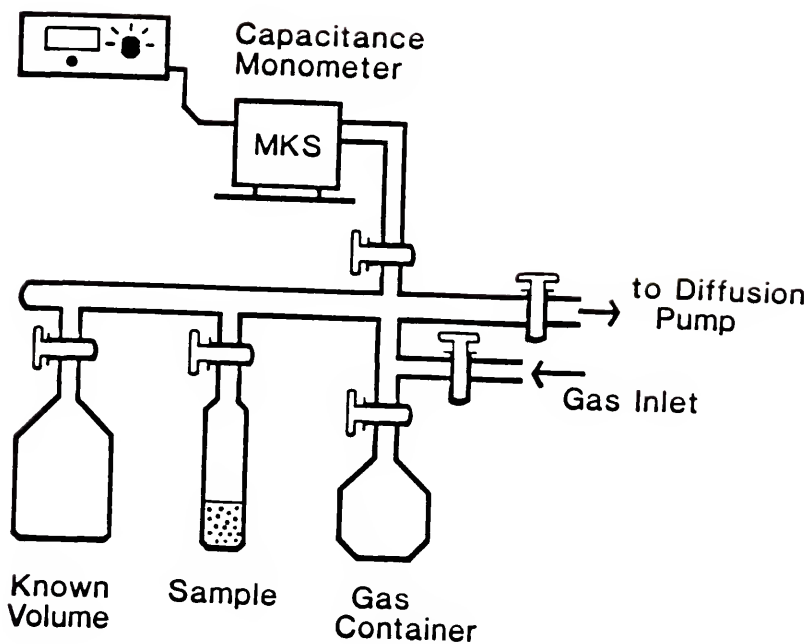 Capacitance
Monometer
MKS
to Diffusion
Pump
Gas Inlet
Known
Volume
Sample
Gas
Container